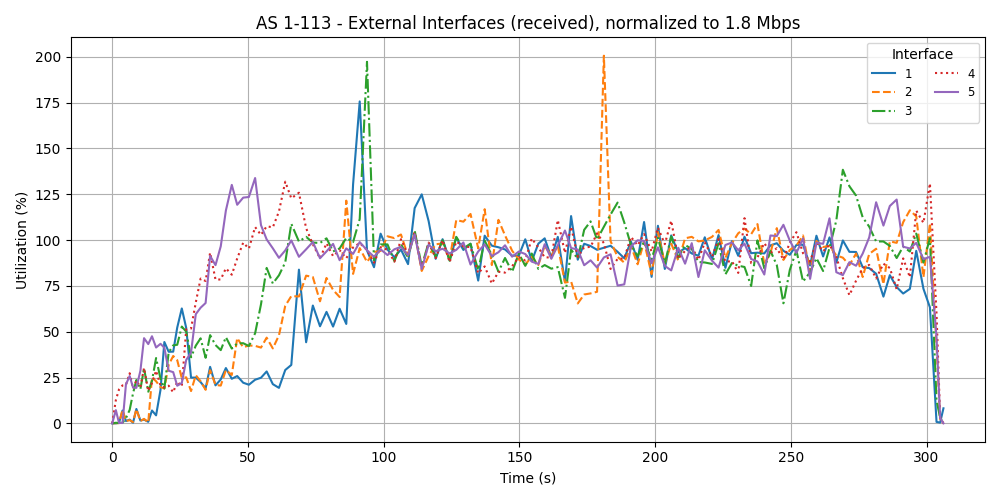 AS 1-113 - External Interfaces (received), normalized to 1.8 Mbps
Utilization (%)
200
175
150
125
100
75
50
25
0
0 50 100 150 200 250 300
Time (s)
Interface
1 4
2 5
3